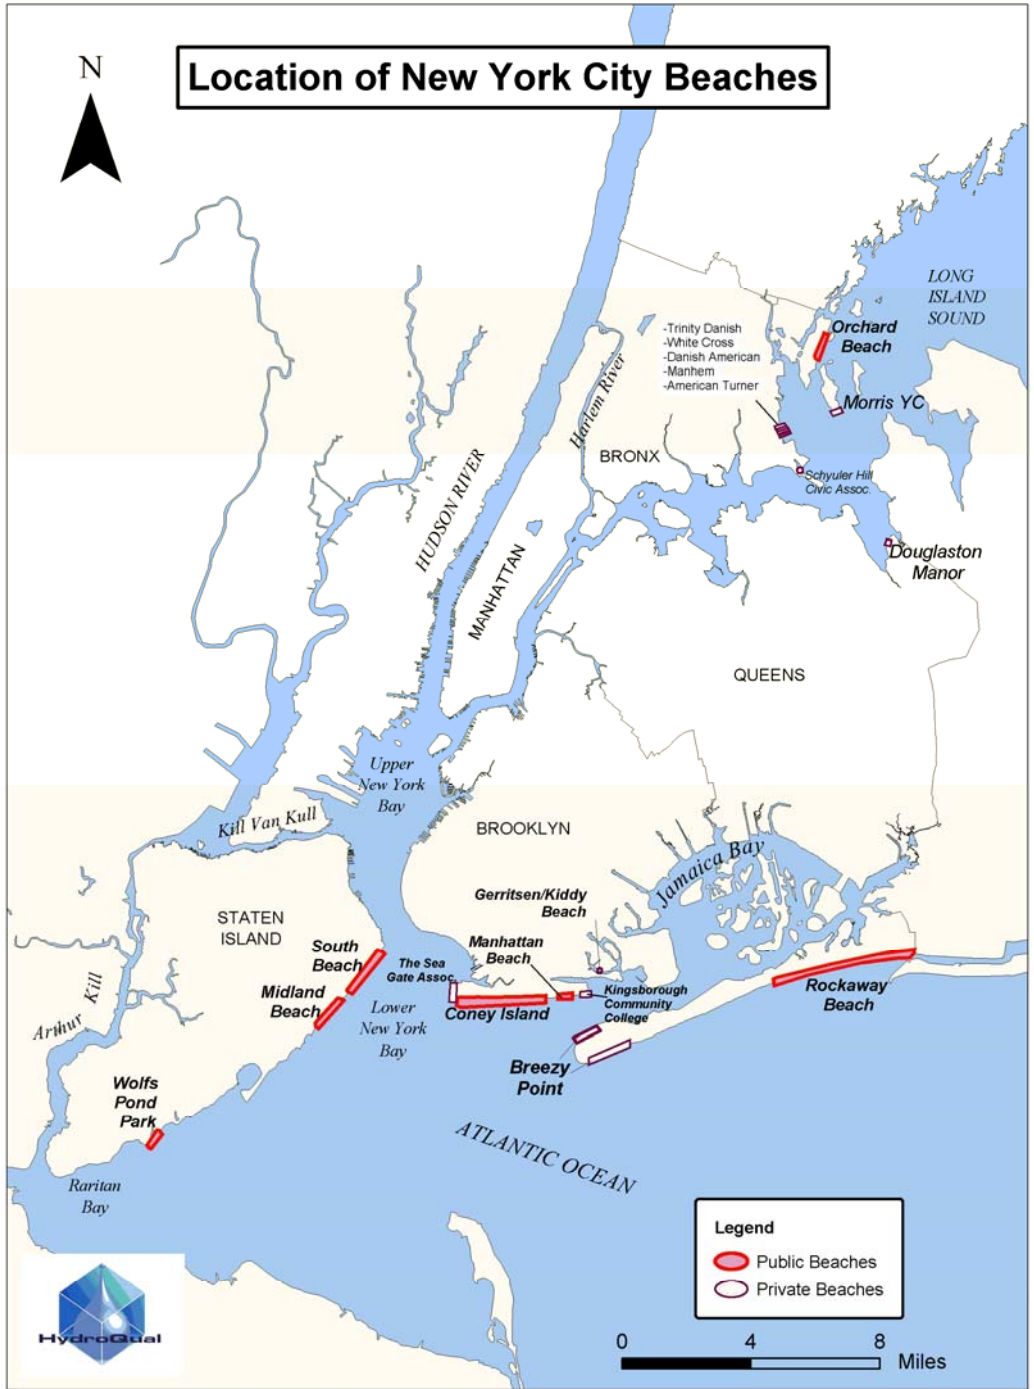 Location of New York City Beaches
N
LONG
ISLAND
SOUND
Orchard
Beach
-Trinity Danish
-White Cross
-Danish American
-Manhem
-American Turner
Morris YC
Harlem River
BRONX
HUDSON RIVER
Schyuler Hill
Civic Assoc.
MANHATTAN
Douglaston
Manor
QUEENS
Upper
New York
Bay
Kill Van Kull
BROOKLYN
Jamaica Bay
Gerritsen/Kiddy
Beach
STATEN
ISLAND
South
Beach
Manhattan
Beach
The Sea
Gate Assoc.
Midland
Beach
Kingsborough
Community
College
Rockaway
Beach
Arthur Kill
Lower
New York
Bay
Coney Island
Breezy
Point
Wolfs
Pond
Park
ATLANTIC OCEAN
Raritan
Bay
Legend
Public Beaches
Private Beaches
HydroQual
0 4 8
Miles